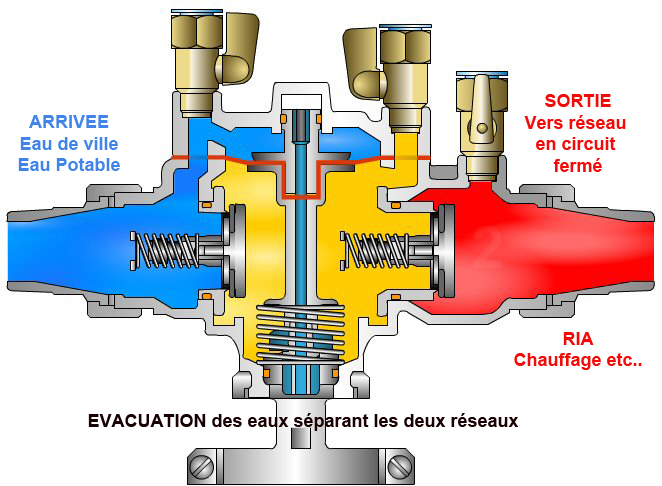 ARRIVEE
Eau de ville
Eau Potable
SORTIE
Vers réseau
en circuit
fermé
2
RIA
Chauffage etc..
EVACUATION des eaux séparant les deux réseaux